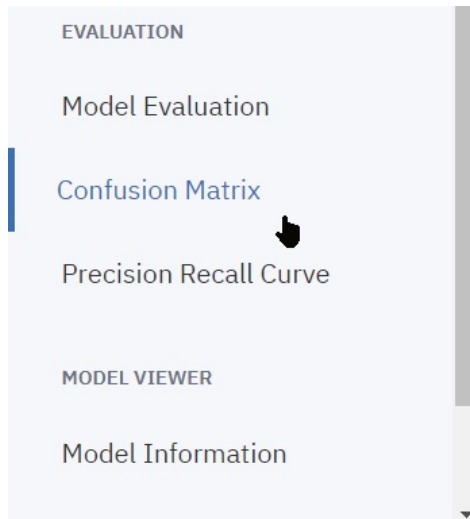 EVALUATION
Model Evaluation
Confusion Matrix
Precision Recall Curve
MODEL VIEWER
Model Information